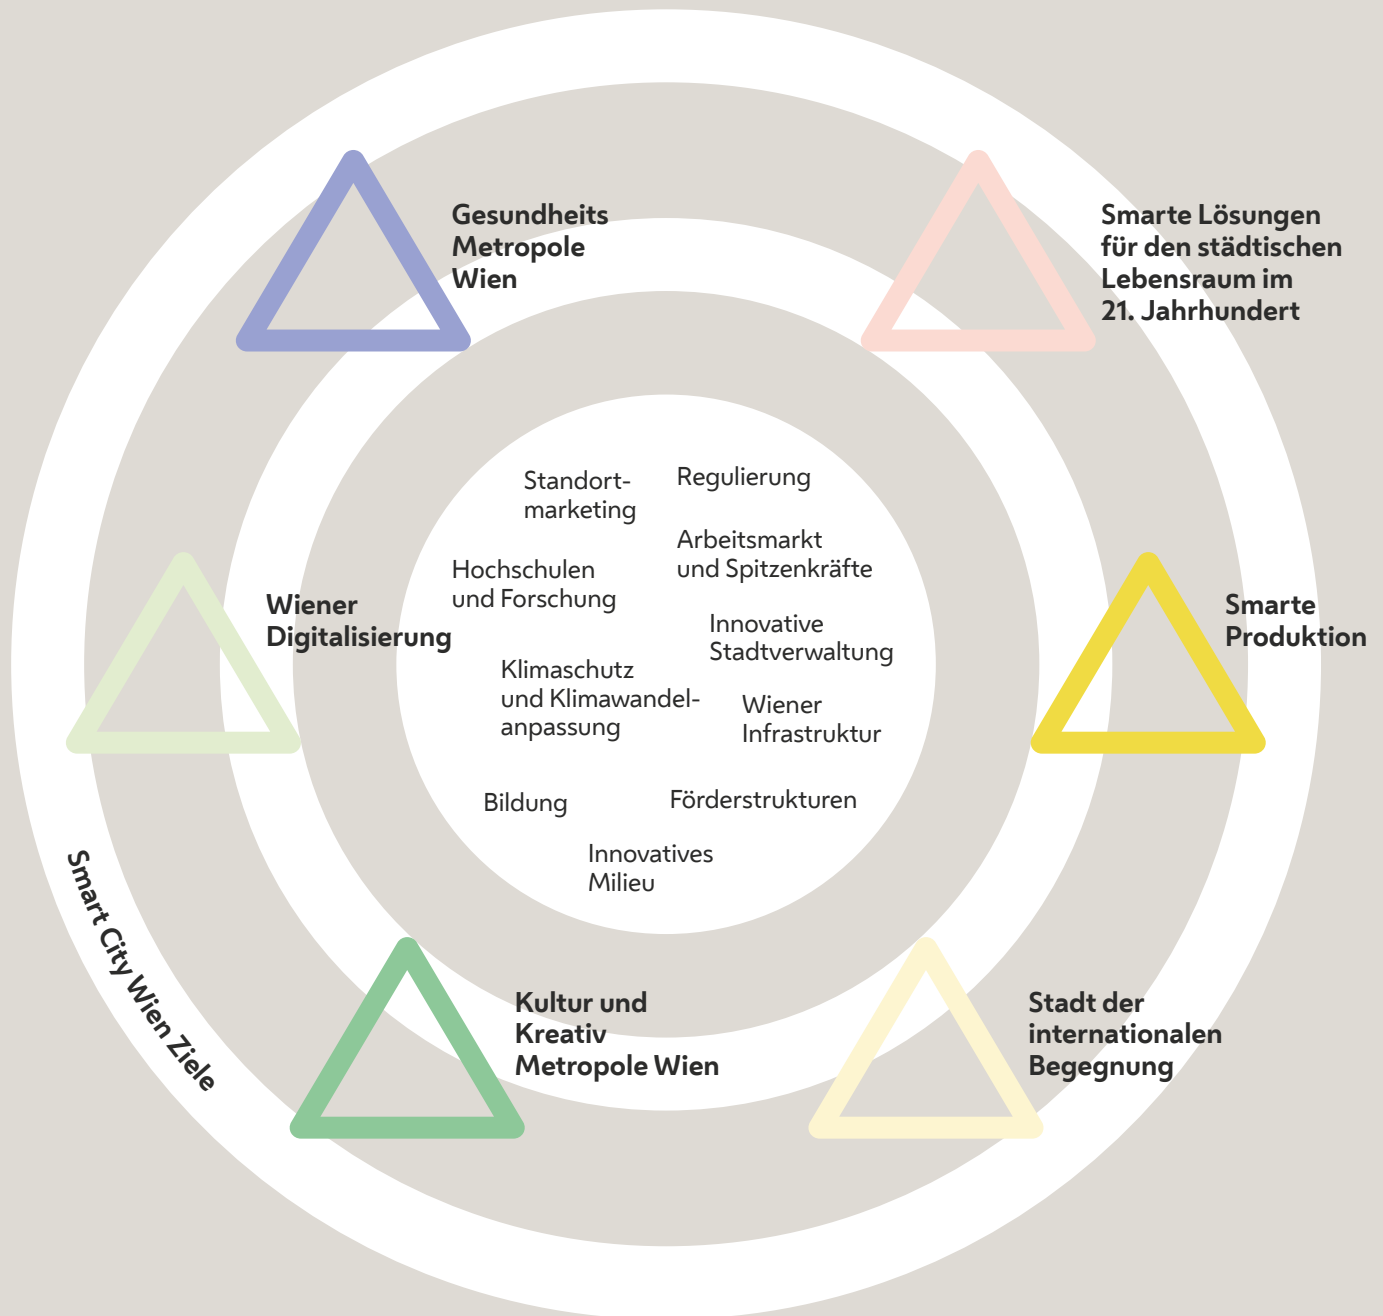 Gesundheits
Metropole
Wien
Smarte Lösungen
für den städtischen
Lebensraum im
21. Jahrhundert
Standort-
marketing
Regulierung
Arbeitsmarkt
und Spitzenkräfte
Hochschulen
und Forschung
Wiener
Digitalisierung
Innovative
Stadtverwaltung
Smarte
Produktion
Klimaschutz
und Klimawandel-
anpassung
Wiener
Infrastruktur
Bildung
Förderstrukturen
Innovatives
Milieu
Smart City Wien Ziele
Kultur und
Kreativ
Metropole Wien
Stadt der
internationalen
Begegnung